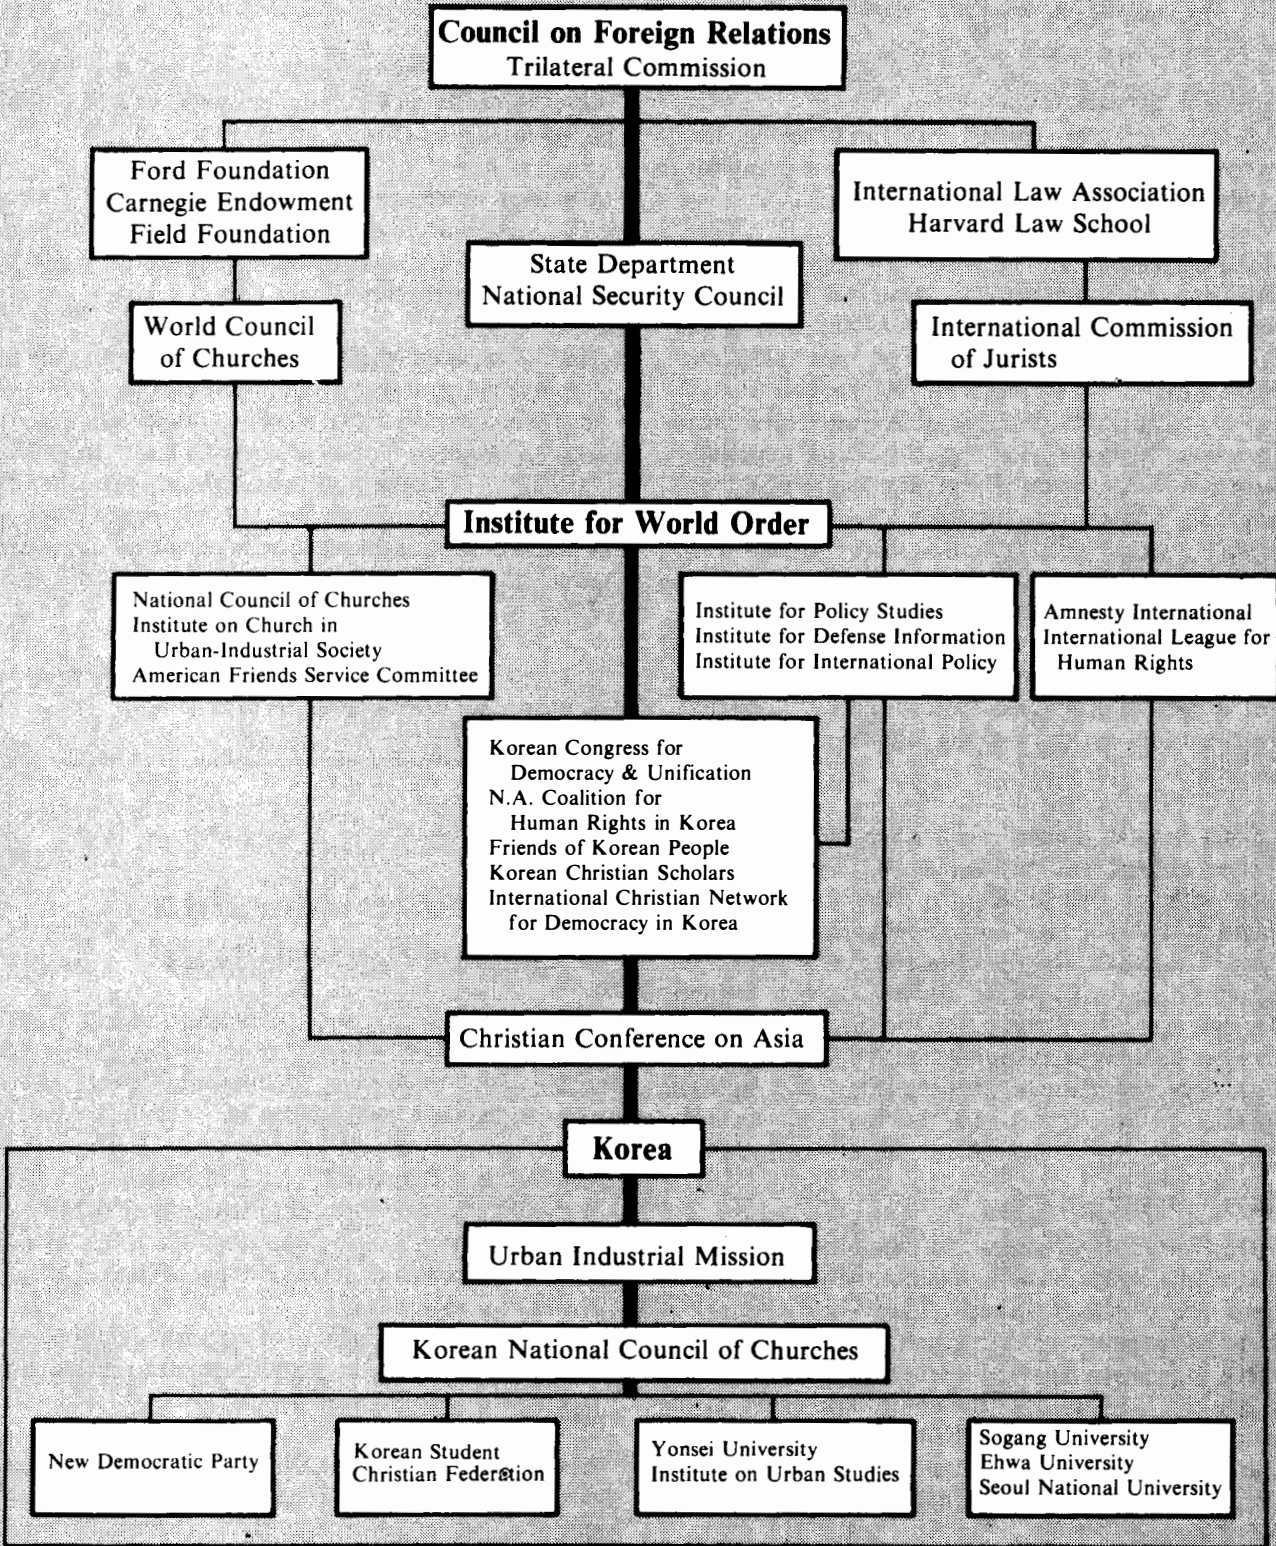 Council on Foreign Relations
Trilateral Commission
Ford Foundation
Carnegie Endowment
Field Foundation
International Law Association
Harvard Law School
State Department
National Security Council
World Council
of Churches
International Commission
of Jurists
Institute for World Order
National Council of Churches
Institute on Church in
Urban-Industrial Society
American Friends Service Committee
Institute for Policy Studies
Institute for Defense Information
Institute for International Policy
Amnesty International
International League for
Human Rights
Korean Congress for
Democracy & Unification
N.A. Coalition for
Human Rights in Korea
Friends of Korean People
Korean Christian Scholars
International Christian Network
for Democracy in Korea
Christian Conference on Asia
Korea
Urban Industrial Mission
Korean National Council of Churches
New Democratic Party
Korean Student
Christian Federation
Yonsei University
Institute on Urban Studies
Sogang University
Ehwa University
Seoul National University